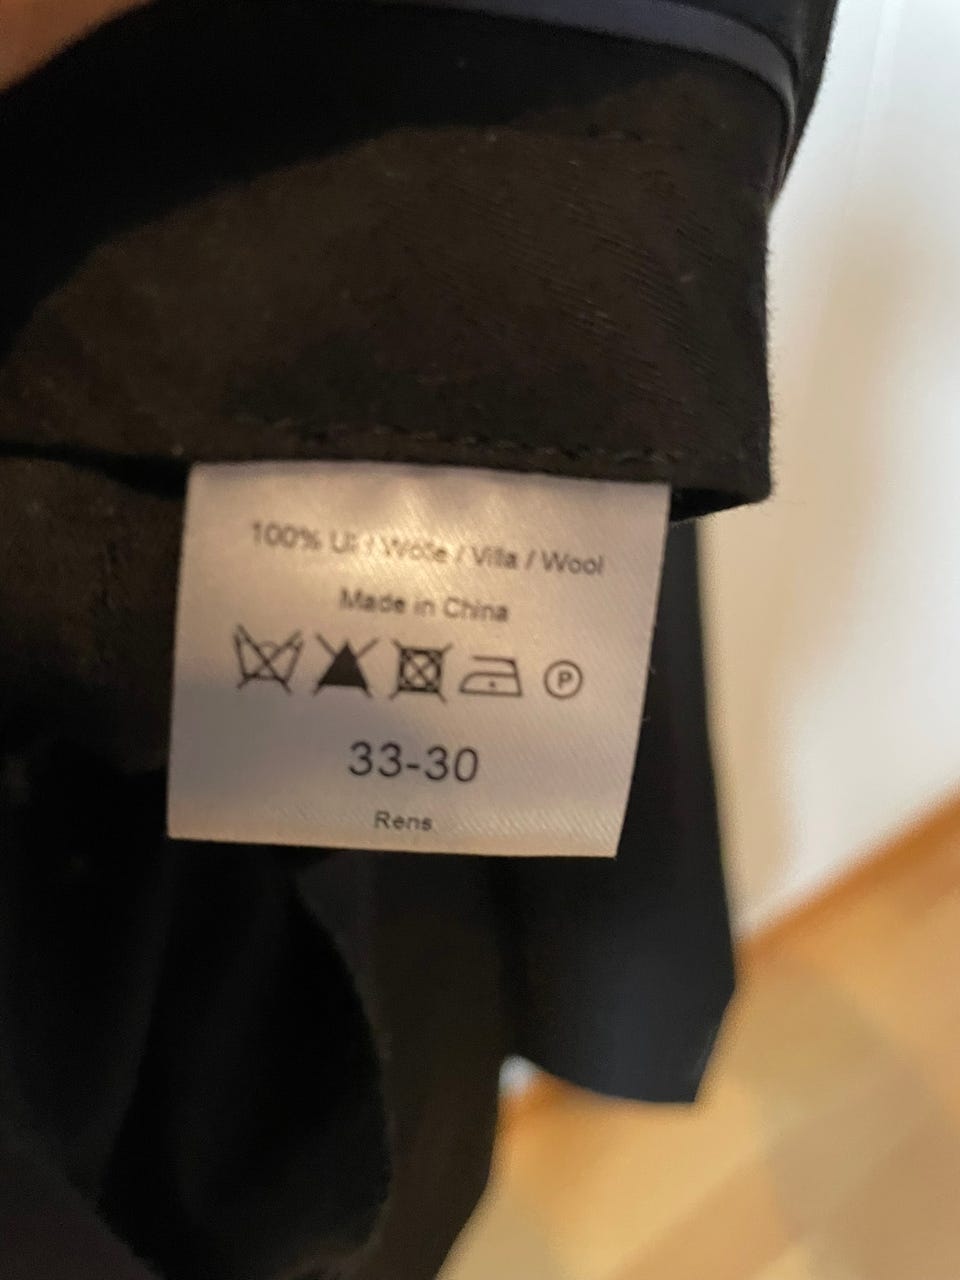 100% Ull / Wolle / Villa / Wool
Made in China
P
33-30
Rens